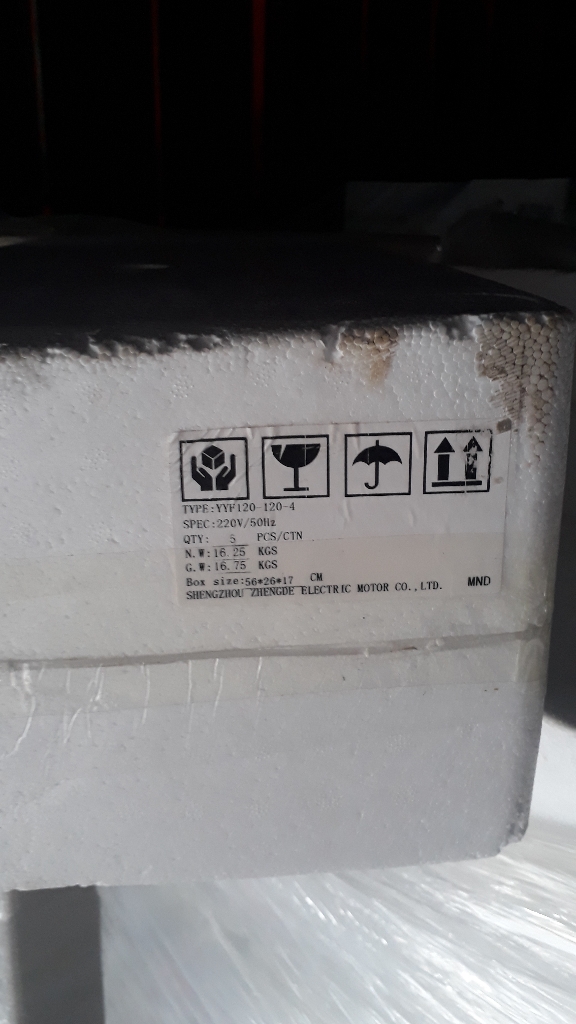 TYPE:YYF120-120-4
SPEC:220V/50Hz
QTY: 5 PCS/CTN
N.W:16.25 KGS
G.W:16.75 KGS
Box size:56*26*17 CM
SHENGZHOU ZHENGDE ELECTRIC MOTOR CO.,LTD. MND